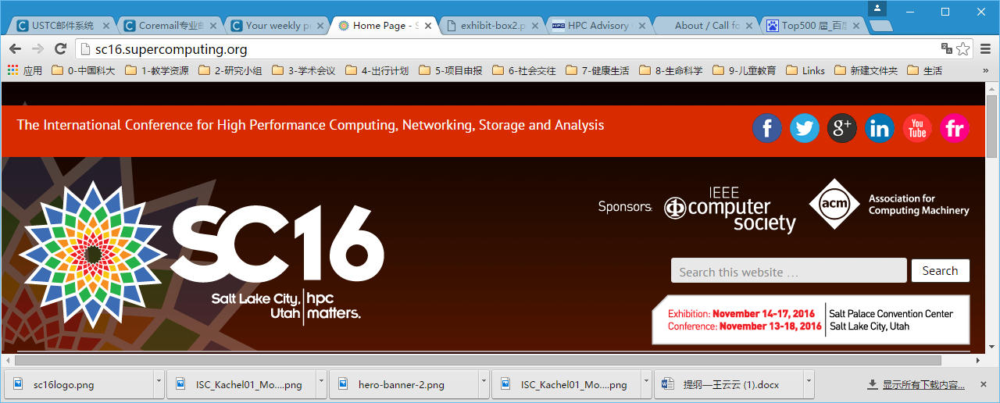 USTC邮件系统
Coremail专业邮
Your weekly p
Home Page - S
exhibit-box2.p
HPC HPC Advisory
About / Call fo
Top500 届_百度
sc16.supercomputing.org
应用 0-中国科大 1-教学资源 2-研究小组 3-学术会议 4-出行计划 5-项目申报 6-社会交往 7-健康生活 8-生命科学 9-儿童教育 Links 新建文件夹 生活 »
The International Conference for High Performance Computing, Networking, Storage and Analysis
f g+ in You Tube fr
SC16
Salt Lake City, Utah
hpc matters.
Sponsors:
IEEE computer society
acm
Association for
Computing Machinery
Search this website …
Search
Exhibition: November 14-17, 2016 Salt Palace Convention Center
Conference: November 13-18, 2016 Salt Lake City, Utah
sc16logo.png
ISC_Kachel01_Mo....png
hero-banner-2.png
ISC_Kachel01_Mo....png
提纲—王云云 (1).docx
显示所有下载内容...